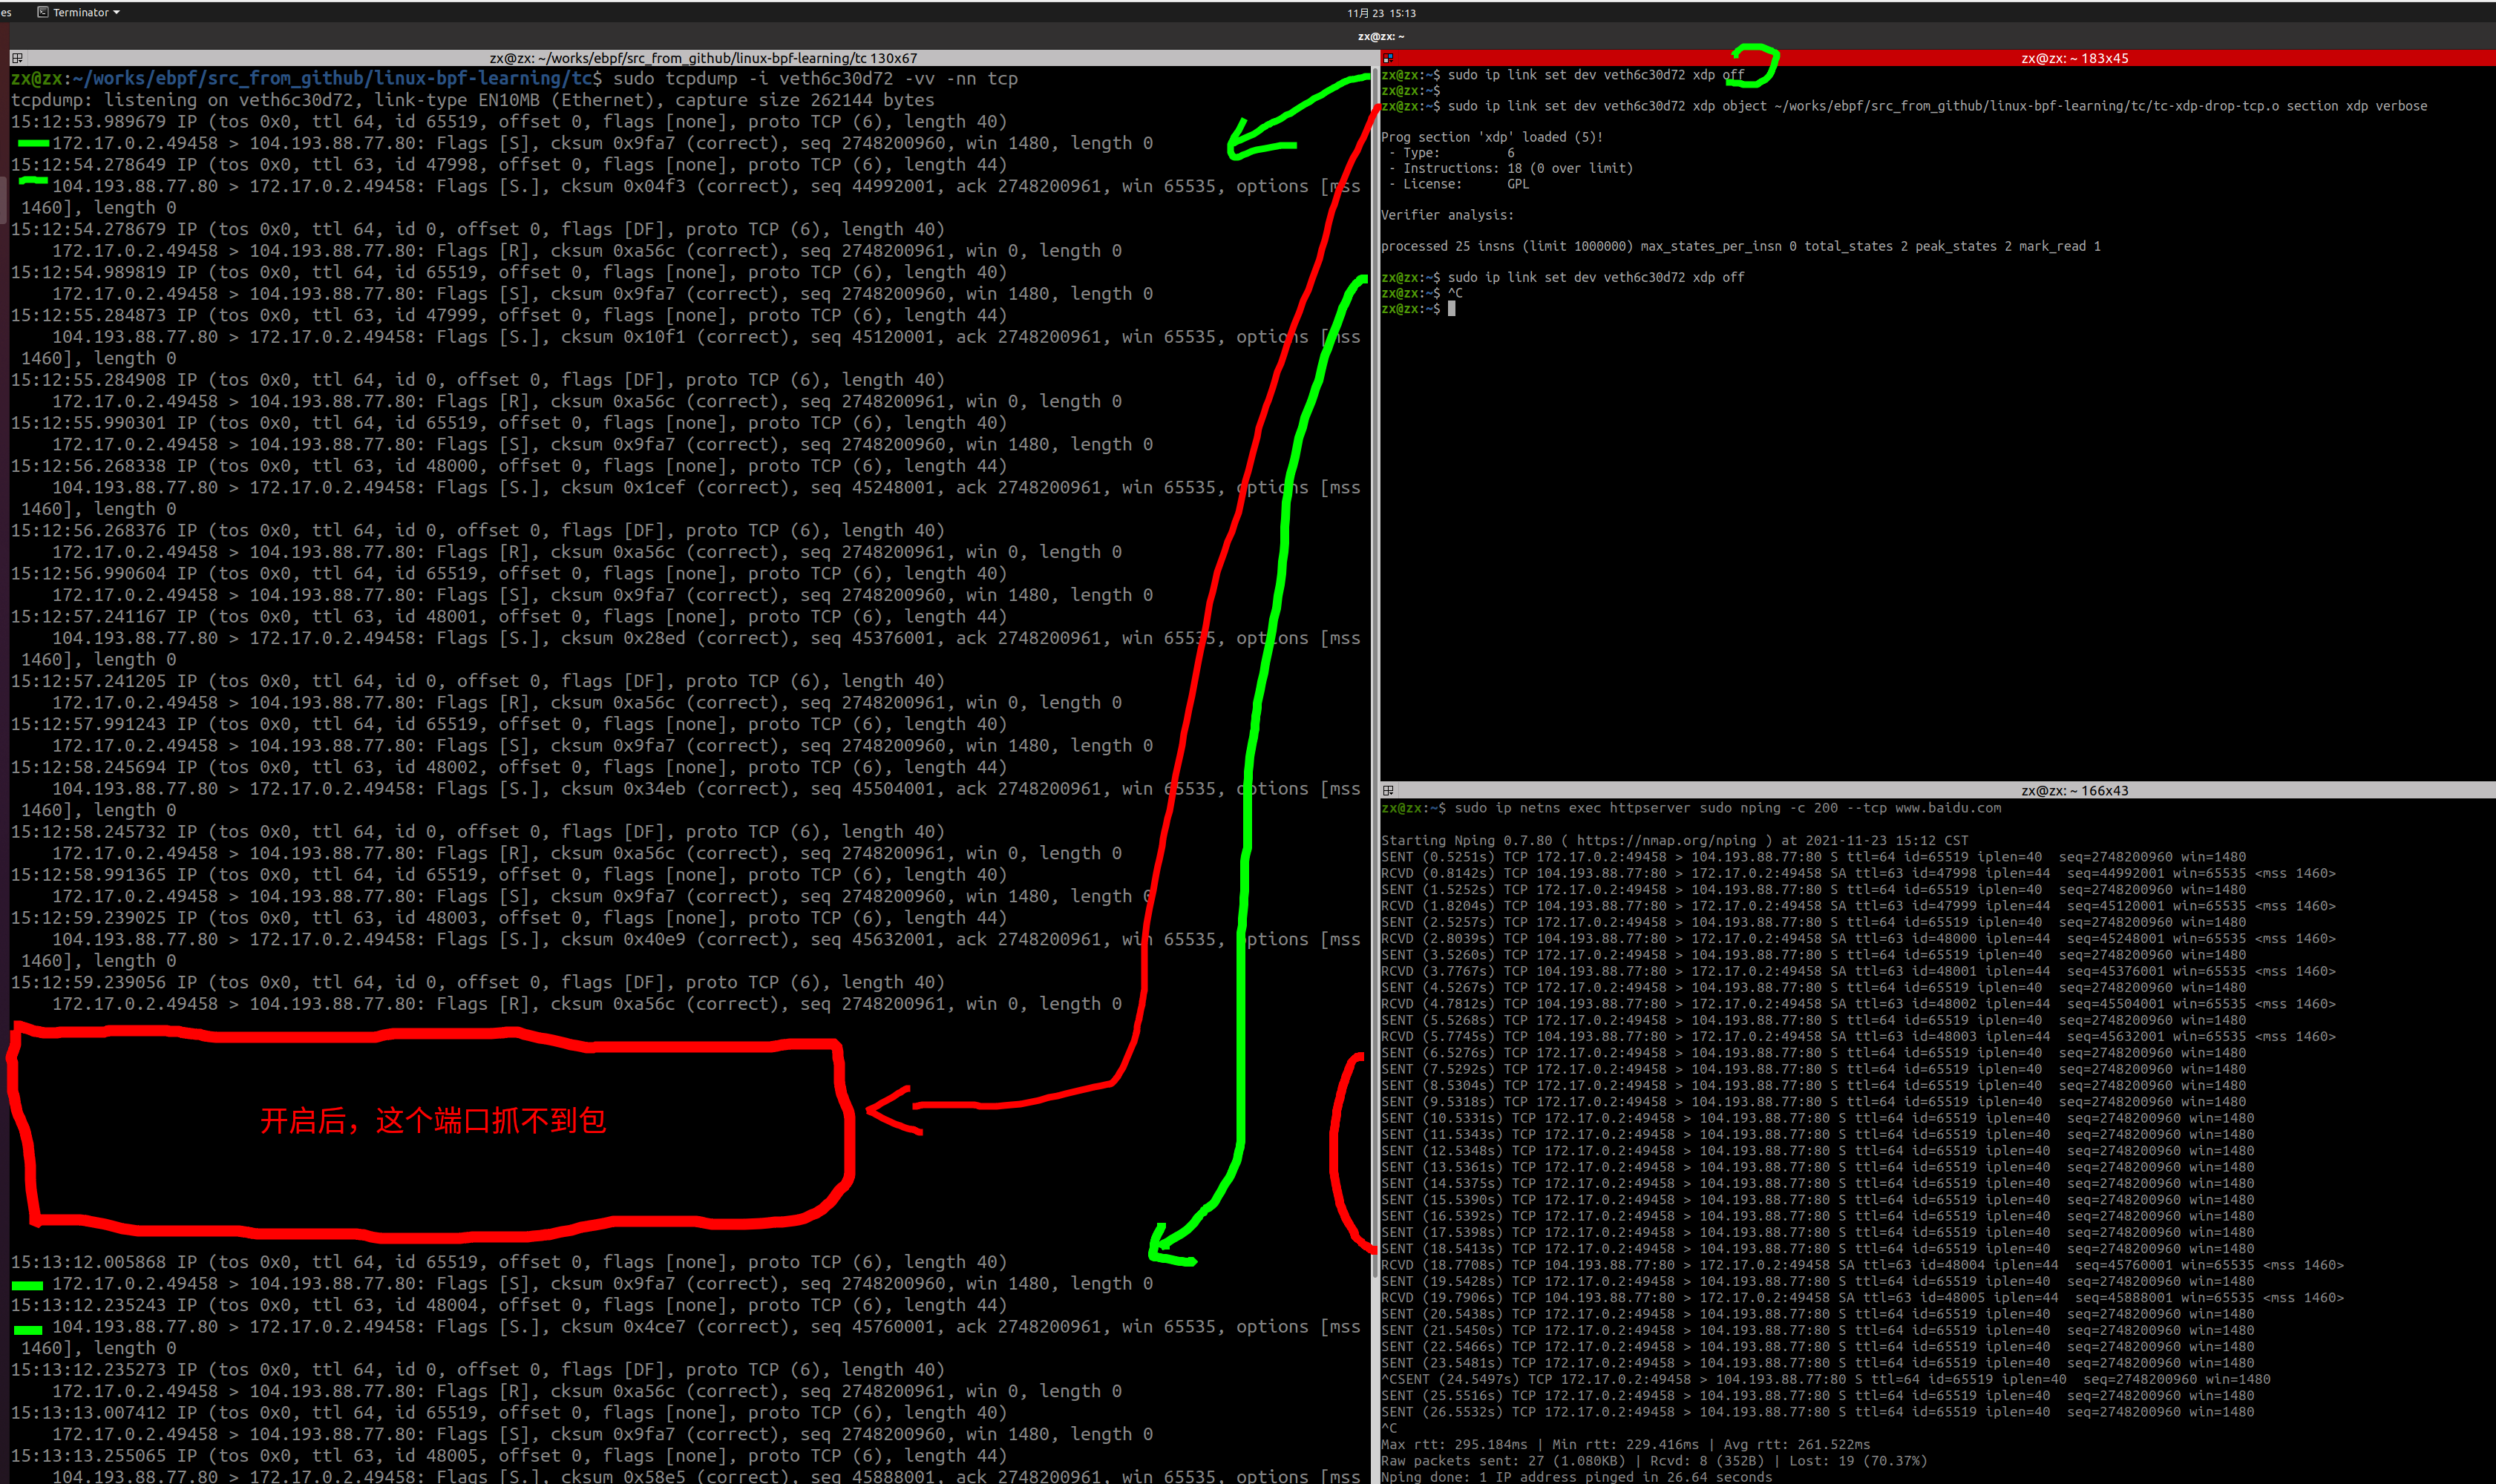 es Terminator
11月 23 15:13
zx@zx: ~
zx@zx: ~/works/ebpf/src_from_github/linux-bpf-learning/tc 130x67
zx@zx:~/works/ebpf/src_from_github/linux-bpf-learning/tc$ sudo tcpdump -i veth6c30d72 -vv -nn tcp
tcpdump: listening on veth6c30d72, link-type EN10MB (Ethernet), capture size 262144 bytes
15:12:53.989679 IP (tos 0x0, ttl 64, id 65519, offset 0, flags [none], proto TCP (6), length 40)
172.17.0.2.49458 > 104.193.88.77.80: Flags [S], cksum 0x9fa7 (correct), seq 2748200960, win 1480, length 0
15:12:54.278649 IP (tos 0x0, ttl 63, id 47998, offset 0, flags [none], proto TCP (6), length 44)
104.193.88.77.80 > 172.17.0.2.49458: Flags [S.], cksum 0x04f3 (correct), seq 44992001, ack 2748200961, win 65535, options [mss
1460], length 0
15:12:54.278679 IP (tos 0x0, ttl 64, id 0, offset 0, flags [DF], proto TCP (6), length 40)
172.17.0.2.49458 > 104.193.88.77.80: Flags [R], cksum 0xa56c (correct), seq 2748200961, win 0, length 0
15:12:54.989819 IP (tos 0x0, ttl 64, id 65519, offset 0, flags [none], proto TCP (6), length 40)
172.17.0.2.49458 > 104.193.88.77.80: Flags [S], cksum 0x9fa7 (correct), seq 2748200960, win 1480, length 0
15:12:55.284873 IP (tos 0x0, ttl 63, id 47999, offset 0, flags [none], proto TCP (6), length 44)
104.193.88.77.80 > 172.17.0.2.49458: Flags [S.], cksum 0x10f1 (correct), seq 45120001, ack 2748200961, win 65535, options [mss
1460], length 0
15:12:55.284908 IP (tos 0x0, ttl 64, id 0, offset 0, flags [DF], proto TCP (6), length 40)
172.17.0.2.49458 > 104.193.88.77.80: Flags [R], cksum 0xa56c (correct), seq 2748200961, win 0, length 0
15:12:55.990301 IP (tos 0x0, ttl 64, id 65519, offset 0, flags [none], proto TCP (6), length 40)
172.17.0.2.49458 > 104.193.88.77.80: Flags [S], cksum 0x9fa7 (correct), seq 2748200960, win 1480, length 0
15:12:56.268338 IP (tos 0x0, ttl 63, id 48000, offset 0, flags [none], proto TCP (6), length 44)
104.193.88.77.80 > 172.17.0.2.49458: Flags [S.], cksum 0x1cef (correct), seq 45248001, ack 2748200961, win 65535, options [mss
1460], length 0
15:12:56.268376 IP (tos 0x0, ttl 64, id 0, offset 0, flags [DF], proto TCP (6), length 40)
172.17.0.2.49458 > 104.193.88.77.80: Flags [R], cksum 0xa56c (correct), seq 2748200961, win 0, length 0
15:12:56.990604 IP (tos 0x0, ttl 64, id 65519, offset 0, flags [none], proto TCP (6), length 40)
172.17.0.2.49458 > 104.193.88.77.80: Flags [S], cksum 0x9fa7 (correct), seq 2748200960, win 1480, length 0
15:12:57.241167 IP (tos 0x0, ttl 63, id 48001, offset 0, flags [none], proto TCP (6), length 44)
104.193.88.77.80 > 172.17.0.2.49458: Flags [S.], cksum 0x28ed (correct), seq 45376001, ack 2748200961, win 65535, options [mss
1460], length 0
15:12:57.241205 IP (tos 0x0, ttl 64, id 0, offset 0, flags [DF], proto TCP (6), length 40)
172.17.0.2.49458 > 104.193.88.77.80: Flags [R], cksum 0xa56c (correct), seq 2748200961, win 0, length 0
15:12:57.991243 IP (tos 0x0, ttl 64, id 65519, offset 0, flags [none], proto TCP (6), length 40)
172.17.0.2.49458 > 104.193.88.77.80: Flags [S], cksum 0x9fa7 (correct), seq 2748200960, win 1480, length 0
15:12:58.245694 IP (tos 0x0, ttl 63, id 48002, offset 0, flags [none], proto TCP (6), length 44)
104.193.88.77.80 > 172.17.0.2.49458: Flags [S.], cksum 0x34eb (correct), seq 45504001, ack 2748200961, win 65535, options [mss
1460], length 0
15:12:58.245732 IP (tos 0x0, ttl 64, id 0, offset 0, flags [DF], proto TCP (6), length 40)
172.17.0.2.49458 > 104.193.88.77.80: Flags [R], cksum 0xa56c (correct), seq 2748200961, win 0, length 0
15:12:58.991365 IP (tos 0x0, ttl 64, id 65519, offset 0, flags [none], proto TCP (6), length 40)
172.17.0.2.49458 > 104.193.88.77.80: Flags [S], cksum 0x9fa7 (correct), seq 2748200960, win 1480, length 0
15:12:59.239025 IP (tos 0x0, ttl 63, id 48003, offset 0, flags [none], proto TCP (6), length 44)
104.193.88.77.80 > 172.17.0.2.49458: Flags [S.], cksum 0x40e9 (correct), seq 45632001, ack 2748200961, win 65535, options [mss
1460], length 0
15:12:59.239056 IP (tos 0x0, ttl 64, id 0, offset 0, flags [DF], proto TCP (6), length 40)
172.17.0.2.49458 > 104.193.88.77.80: Flags [R], cksum 0xa56c (correct), seq 2748200961, win 0, length 0
开启后，这个端口抓不到包
15:13:12.005868 IP (tos 0x0, ttl 64, id 65519, offset 0, flags [none], proto TCP (6), length 40)
172.17.0.2.49458 > 104.193.88.77.80: Flags [S], cksum 0x9fa7 (correct), seq 2748200960, win 1480, length 0
15:13:12.235243 IP (tos 0x0, ttl 63, id 48004, offset 0, flags [none], proto TCP (6), length 44)
104.193.88.77.80 > 172.17.0.2.49458: Flags [S.], cksum 0x4ce7 (correct), seq 45760001, ack 2748200961, win 65535, options [mss
1460], length 0
15:13:12.235273 IP (tos 0x0, ttl 64, id 0, offset 0, flags [DF], proto TCP (6), length 40)
172.17.0.2.49458 > 104.193.88.77.80: Flags [R], cksum 0xa56c (correct), seq 2748200961, win 0, length 0
15:13:13.007412 IP (tos 0x0, ttl 64, id 65519, offset 0, flags [none], proto TCP (6), length 40)
172.17.0.2.49458 > 104.193.88.77.80: Flags [S], cksum 0x9fa7 (correct), seq 2748200960, win 1480, length 0
15:13:13.255065 IP (tos 0x0, ttl 63, id 48005, offset 0, flags [none], proto TCP (6), length 44)
104.193.88.77.80 > 172.17.0.2.49458: Flags [S.], cksum 0x58e5 (correct), seq 45888001, ack 2748200961, win 65535, options [mss
zx@zx: ~ 183x45
zx@zx:~$ sudo ip link set dev veth6c30d72 xdp off
zx@zx:~$
zx@zx:~$ sudo ip link set dev veth6c30d72 xdp object ~/works/ebpf/src_from_github/linux-bpf-learning/tc/tc-xdp-drop-tcp.o section xdp verbose
Prog section 'xdp' loaded (5)!
- Type: 6
- Instructions: 18 (0 over limit)
- License: GPL
Verifier analysis:
processed 25 insns (limit 1000000) max_states_per_insn 0 total_states 2 peak_states 2 mark_read 1
zx@zx:~$ sudo ip link set dev veth6c30d72 xdp off
zx@zx:~$ ^C
zx@zx:~$
zx@zx: ~ 166x43
zx@zx:~$ sudo ip netns exec httpserver sudo nping -c 200 --tcp www.baidu.com
Starting Nping 0.7.80 ( https://nmap.org/nping ) at 2021-11-23 15:12 CST
SENT (0.5251s) TCP 172.17.0.2:49458 > 104.193.88.77:80 S ttl=64 id=65519 iplen=40 seq=2748200960 win=1480
RCVD (0.8142s) TCP 104.193.88.77:80 > 172.17.0.2:49458 SA ttl=63 id=47998 iplen=44 seq=44992001 win=65535 <mss 1460>
SENT (1.5252s) TCP 172.17.0.2:49458 > 104.193.88.77:80 S ttl=64 id=65519 iplen=40 seq=2748200960 win=1480
RCVD (1.8204s) TCP 104.193.88.77:80 > 172.17.0.2:49458 SA ttl=63 id=47999 iplen=44 seq=45120001 win=65535 <mss 1460>
SENT (2.5257s) TCP 172.17.0.2:49458 > 104.193.88.77:80 S ttl=64 id=65519 iplen=40 seq=2748200960 win=1480
RCVD (2.8039s) TCP 104.193.88.77:80 > 172.17.0.2:49458 SA ttl=63 id=48000 iplen=44 seq=45248001 win=65535 <mss 1460>
SENT (3.5260s) TCP 172.17.0.2:49458 > 104.193.88.77:80 S ttl=64 id=65519 iplen=40 seq=2748200960 win=1480
RCVD (3.7767s) TCP 104.193.88.77:80 > 172.17.0.2:49458 SA ttl=63 id=48001 iplen=44 seq=45376001 win=65535 <mss 1460>
SENT (4.5267s) TCP 172.17.0.2:49458 > 104.193.88.77:80 S ttl=64 id=65519 iplen=40 seq=2748200960 win=1480
RCVD (4.7812s) TCP 104.193.88.77:80 > 172.17.0.2:49458 SA ttl=63 id=48002 iplen=44 seq=45504001 win=65535 <mss 1460>
SENT (5.5268s) TCP 172.17.0.2:49458 > 104.193.88.77:80 S ttl=64 id=65519 iplen=40 seq=2748200960 win=1480
RCVD (5.7745s) TCP 104.193.88.77:80 > 172.17.0.2:49458 SA ttl=63 id=48003 iplen=44 seq=45632001 win=65535 <mss 1460>
SENT (6.5276s) TCP 172.17.0.2:49458 > 104.193.88.77:80 S ttl=64 id=65519 iplen=40 seq=2748200960 win=1480
SENT (7.5292s) TCP 172.17.0.2:49458 > 104.193.88.77:80 S ttl=64 id=65519 iplen=40 seq=2748200960 win=1480
SENT (8.5304s) TCP 172.17.0.2:49458 > 104.193.88.77:80 S ttl=64 id=65519 iplen=40 seq=2748200960 win=1480
SENT (9.5318s) TCP 172.17.0.2:49458 > 104.193.88.77:80 S ttl=64 id=65519 iplen=40 seq=2748200960 win=1480
SENT (10.5331s) TCP 172.17.0.2:49458 > 104.193.88.77:80 S ttl=64 id=65519 iplen=40 seq=2748200960 win=1480
SENT (11.5343s) TCP 172.17.0.2:49458 > 104.193.88.77:80 S ttl=64 id=65519 iplen=40 seq=2748200960 win=1480
SENT (12.5348s) TCP 172.17.0.2:49458 > 104.193.88.77:80 S ttl=64 id=65519 iplen=40 seq=2748200960 win=1480
SENT (13.5361s) TCP 172.17.0.2:49458 > 104.193.88.77:80 S ttl=64 id=65519 iplen=40 seq=2748200960 win=1480
SENT (14.5375s) TCP 172.17.0.2:49458 > 104.193.88.77:80 S ttl=64 id=65519 iplen=40 seq=2748200960 win=1480
SENT (15.5390s) TCP 172.17.0.2:49458 > 104.193.88.77:80 S ttl=64 id=65519 iplen=40 seq=2748200960 win=1480
SENT (16.5392s) TCP 172.17.0.2:49458 > 104.193.88.77:80 S ttl=64 id=65519 iplen=40 seq=2748200960 win=1480
SENT (17.5398s) TCP 172.17.0.2:49458 > 104.193.88.77:80 S ttl=64 id=65519 iplen=40 seq=2748200960 win=1480
SENT (18.5413s) TCP 172.17.0.2:49458 > 104.193.88.77:80 S ttl=64 id=65519 iplen=40 seq=2748200960 win=1480
RCVD (18.7708s) TCP 104.193.88.77:80 > 172.17.0.2:49458 SA ttl=63 id=48004 iplen=44 seq=45760001 win=65535 <mss 1460>
SENT (19.5428s) TCP 172.17.0.2:49458 > 104.193.88.77:80 S ttl=64 id=65519 iplen=40 seq=2748200960 win=1480
RCVD (19.7906s) TCP 104.193.88.77:80 > 172.17.0.2:49458 SA ttl=63 id=48005 iplen=44 seq=45888001 win=65535 <mss 1460>
SENT (20.5438s) TCP 172.17.0.2:49458 > 104.193.88.77:80 S ttl=64 id=65519 iplen=40 seq=2748200960 win=1480
SENT (21.5450s) TCP 172.17.0.2:49458 > 104.193.88.77:80 S ttl=64 id=65519 iplen=40 seq=2748200960 win=1480
SENT (22.5466s) TCP 172.17.0.2:49458 > 104.193.88.77:80 S ttl=64 id=65519 iplen=40 seq=2748200960 win=1480
SENT (23.5481s) TCP 172.17.0.2:49458 > 104.193.88.77:80 S ttl=64 id=65519 iplen=40 seq=2748200960 win=1480
^CSENT (24.5497s) TCP 172.17.0.2:49458 > 104.193.88.77:80 S ttl=64 id=65519 iplen=40 seq=2748200960 win=1480
SENT (25.5516s) TCP 172.17.0.2:49458 > 104.193.88.77:80 S ttl=64 id=65519 iplen=40 seq=2748200960 win=1480
SENT (26.5532s) TCP 172.17.0.2:49458 > 104.193.88.77:80 S ttl=64 id=65519 iplen=40 seq=2748200960 win=1480
^C
Max rtt: 295.184ms | Min rtt: 229.416ms | Avg rtt: 261.522ms
Raw packets sent: 27 (1.080KB) | Rcvd: 8 (352B) | Lost: 19 (70.37%)
Nping done: 1 IP address pinged in 26.64 seconds